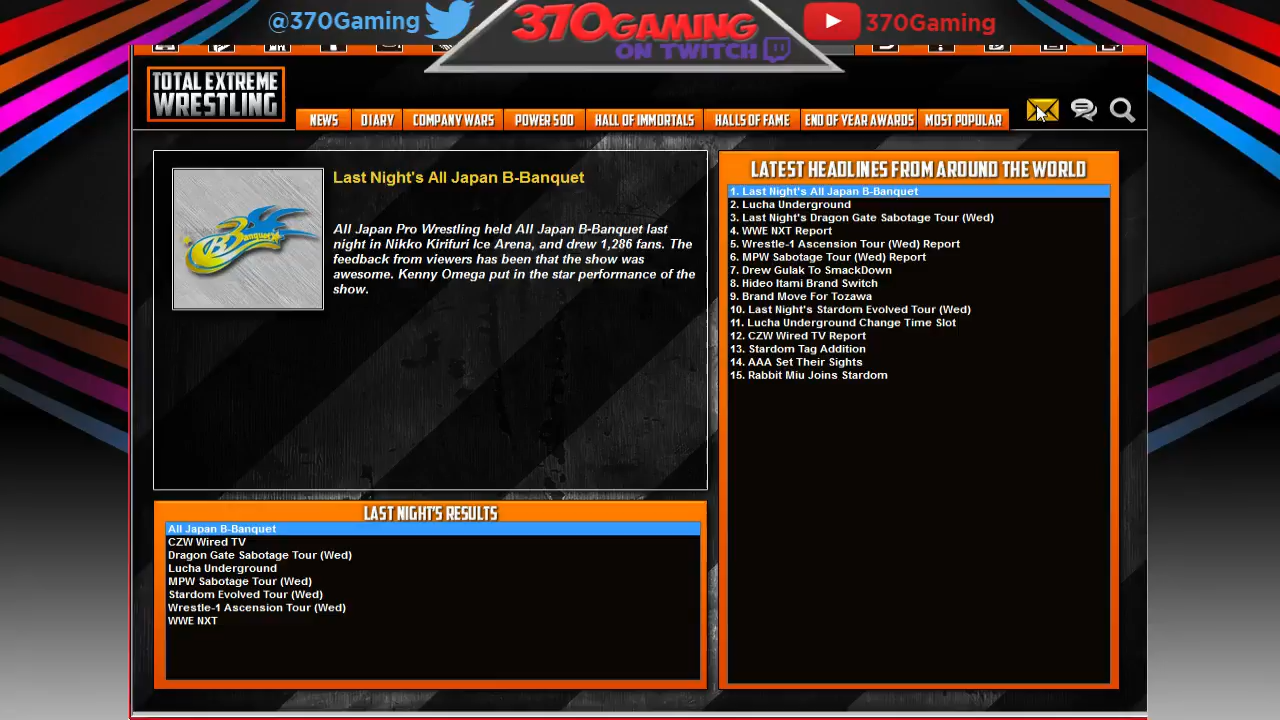 @370Gaming
370GAMING
ON TWITCH
370Gaming
TOTAL EXTREME
WRESTLING
NEWS
DIARY
COMPANY WARS
POWER 500
HALL OF IMMORTALS
HALLS OF FAME
END OF YEAR AWARDS
MOST POPULAR
B-Banquet
Last Night's All Japan B-Banquet
All Japan Pro Wrestling held All Japan B-Banquet last
night in Nikko Kirifuri Ice Arena, and drew 1,286 fans. The
feedback from viewers has been that the show was
awesome. Kenny Omega put in the star performance of the
show.
LATEST HEADLINES FROM AROUND THE WORLD
1. Last Night's All Japan B-Banquet
2. Lucha Underground
3. Last Night's Dragon Gate Sabotage Tour (Wed)
4. WWE NXT Report
5. Wrestle-1 Ascension Tour (Wed) Report
6. MPW Sabotage Tour (Wed) Report
7. Drew Gulak To SmackDown
8. Hideo Itami Brand Switch
9. Brand Move For Tozawa
10. Last Night's Stardom Evolved Tour (Wed)
11. Lucha Underground Change Time Slot
12. CZW Wired TV Report
13. Stardom Tag Addition
14. AAA Set Their Sights
15. Rabbit Miu Joins Stardom
LAST NIGHT'S RESULTS
All Japan B-Banquet
CZW Wired TV
Dragon Gate Sabotage Tour (Wed)
Lucha Underground
MPW Sabotage Tour (Wed)
Stardom Evolved Tour (Wed)
Wrestle-1 Ascension Tour (Wed)
WWE NXT